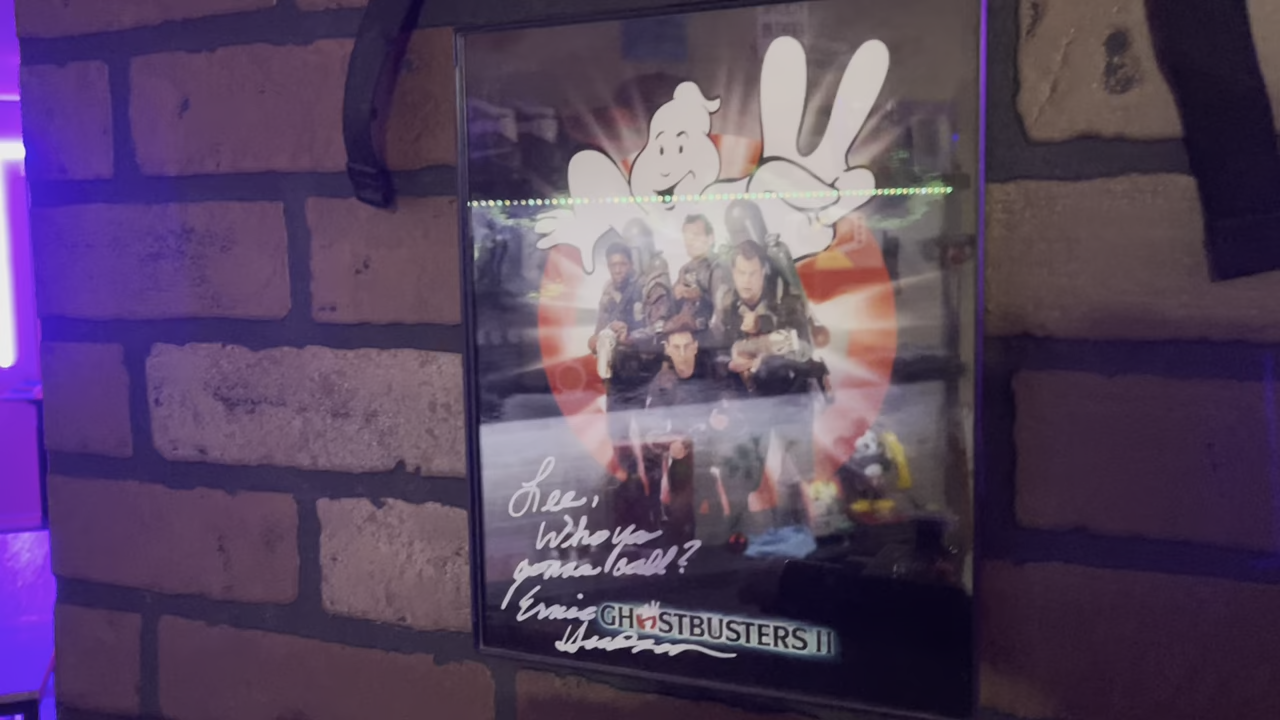 Lee,
Who ya
gonna call?
Ernie
Hudson
GHOSTBUSTERS II